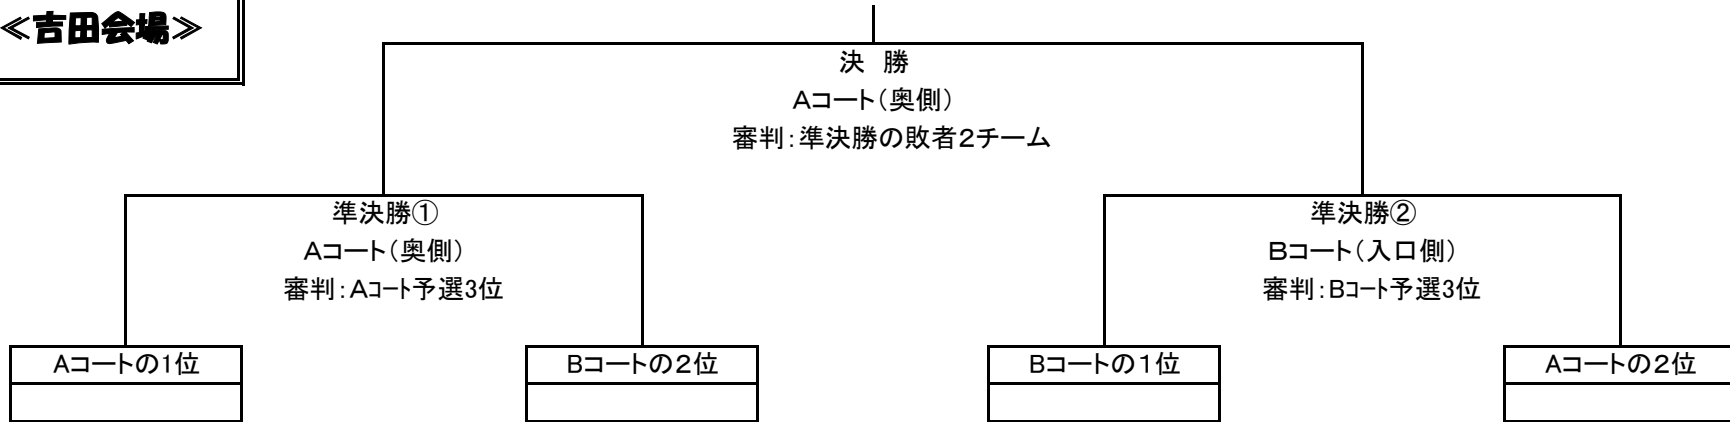 ≪吉田会場≫
決　勝
Aコート（奥側）
審判：準決勝の敗者2チーム
準決勝①
Aコート（奥側）
審判：Aコート予選3位
準決勝②
Bコート（入口側）
審判：Bコート予選3位
Aコートの1位
Bコートの2位
Bコートの1位
Aコートの2位